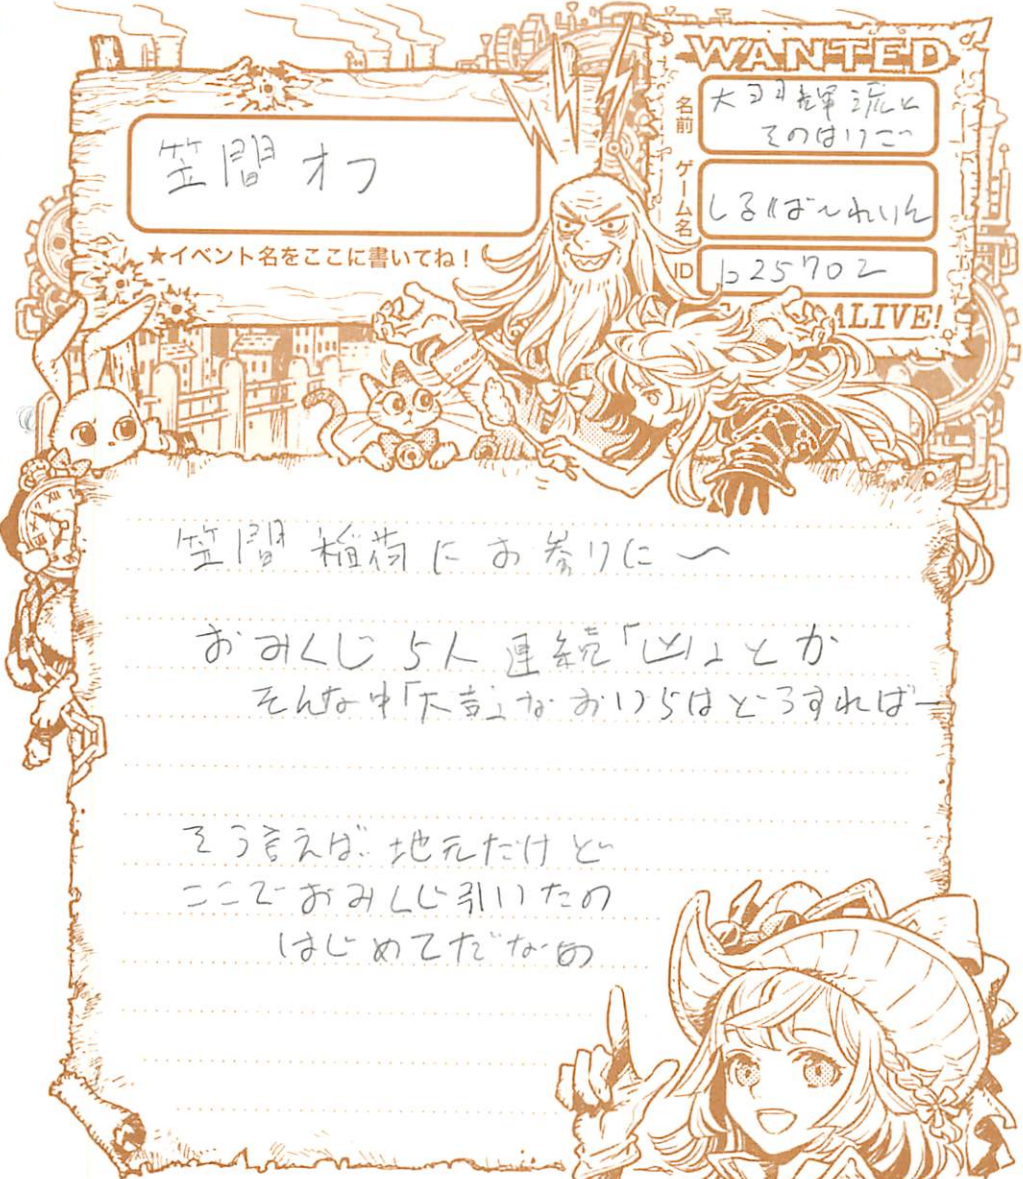 笠間オフ
★イベント名をここに書いてね！
WANTED
名前
大羽輝流と
そのはりこ
ゲーム名
しるば～れいん
ID
b25702
ALIVE!
笠間稲荷にお参りに～
おみくじ5人連続「凶」とか
そんな中「大吉」なおいらはどうすればー
そう言えば、地元だけど
ここでおみくじ引いたの
はじめてだなぁ